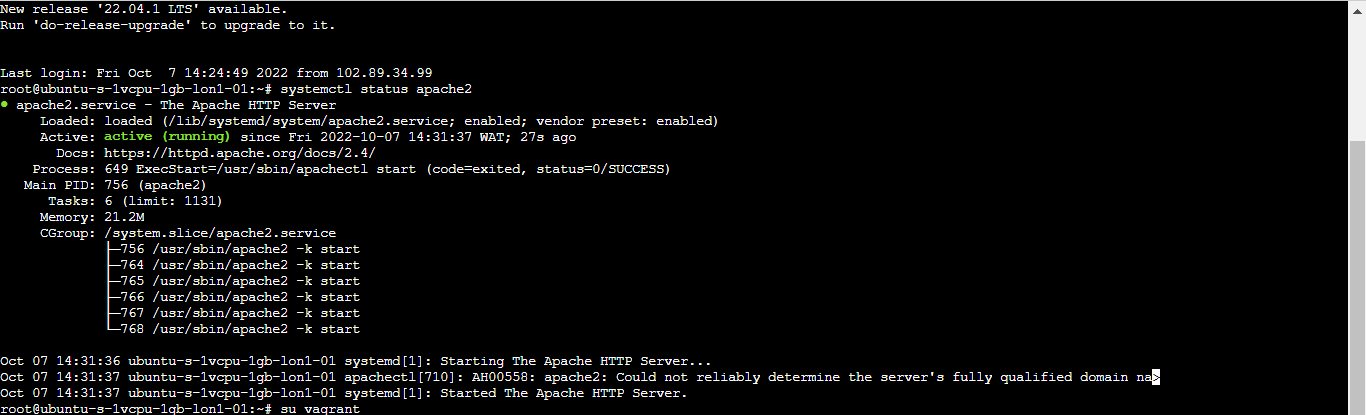 New release '22.04.1 LTS' available.
Run 'do-release-upgrade' to upgrade to it.
Last login: Fri Oct  7 14:24:49 2022 from 102.89.34.99
root@ubuntu-s-1vcpu-1gb-lon1-01:~# systemctl status apache2
● apache2.service - The Apache HTTP Server
     Loaded: loaded (/lib/systemd/system/apache2.service; enabled; vendor preset: enabled)
     Active: active (running) since Fri 2022-10-07 14:31:37 WAT; 27s ago
       Docs: https://httpd.apache.org/docs/2.4/
    Process: 649 ExecStart=/usr/sbin/apachectl start (code=exited, status=0/SUCCESS)
   Main PID: 756 (apache2)
      Tasks: 6 (limit: 1131)
     Memory: 21.2M
     CGroup: /system.slice/apache2.service
             ├─756 /usr/sbin/apache2 -k start
             ├─764 /usr/sbin/apache2 -k start
             ├─765 /usr/sbin/apache2 -k start
             ├─766 /usr/sbin/apache2 -k start
             ├─767 /usr/sbin/apache2 -k start
             └─768 /usr/sbin/apache2 -k start
Oct 07 14:31:36 ubuntu-s-1vcpu-1gb-lon1-01 systemd[1]: Starting The Apache HTTP Server...
Oct 07 14:31:37 ubuntu-s-1vcpu-1gb-lon1-01 apachectl[710]: AH00558: apache2: Could not reliably determine the server's fully qualified domain na>
Oct 07 14:31:37 ubuntu-s-1vcpu-1gb-lon1-01 systemd[1]: Started The Apache HTTP Server.
root@ubuntu-s-1vcpu-1gb-lon1-01:~# su vagrant